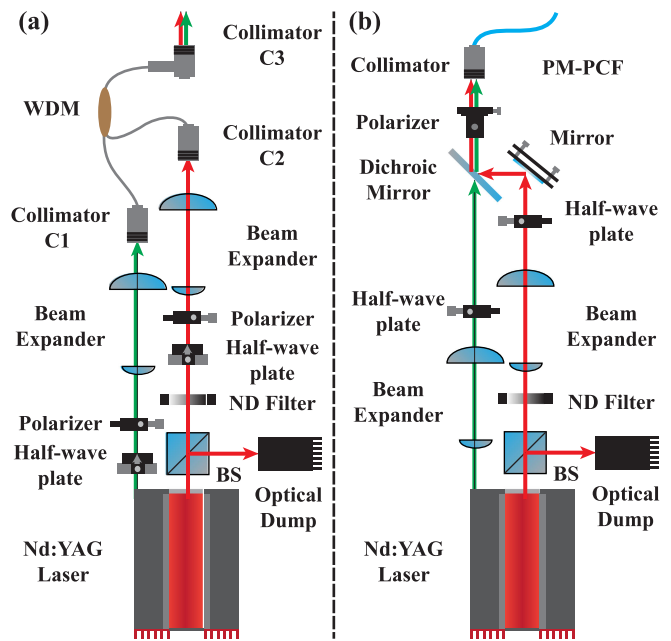 (a)
Collimator
C3
WDM
Collimator
C2
Collimator
C1
Beam
Expander
Beam
Expander
Polarizer
Half-wave
plate
ND Filter
Polarizer
Half-wave
plate
BS
Optical
Dump
Nd:YAG
Laser
(b)
Collimator
PM-PCF
Polarizer
Mirror
Dichroic
Mirror
Half-wave
plate
Half-wave
plate
Beam
Expander
Beam
Expander
ND Filter
BS
Optical
Dump
Nd:YAG
Laser